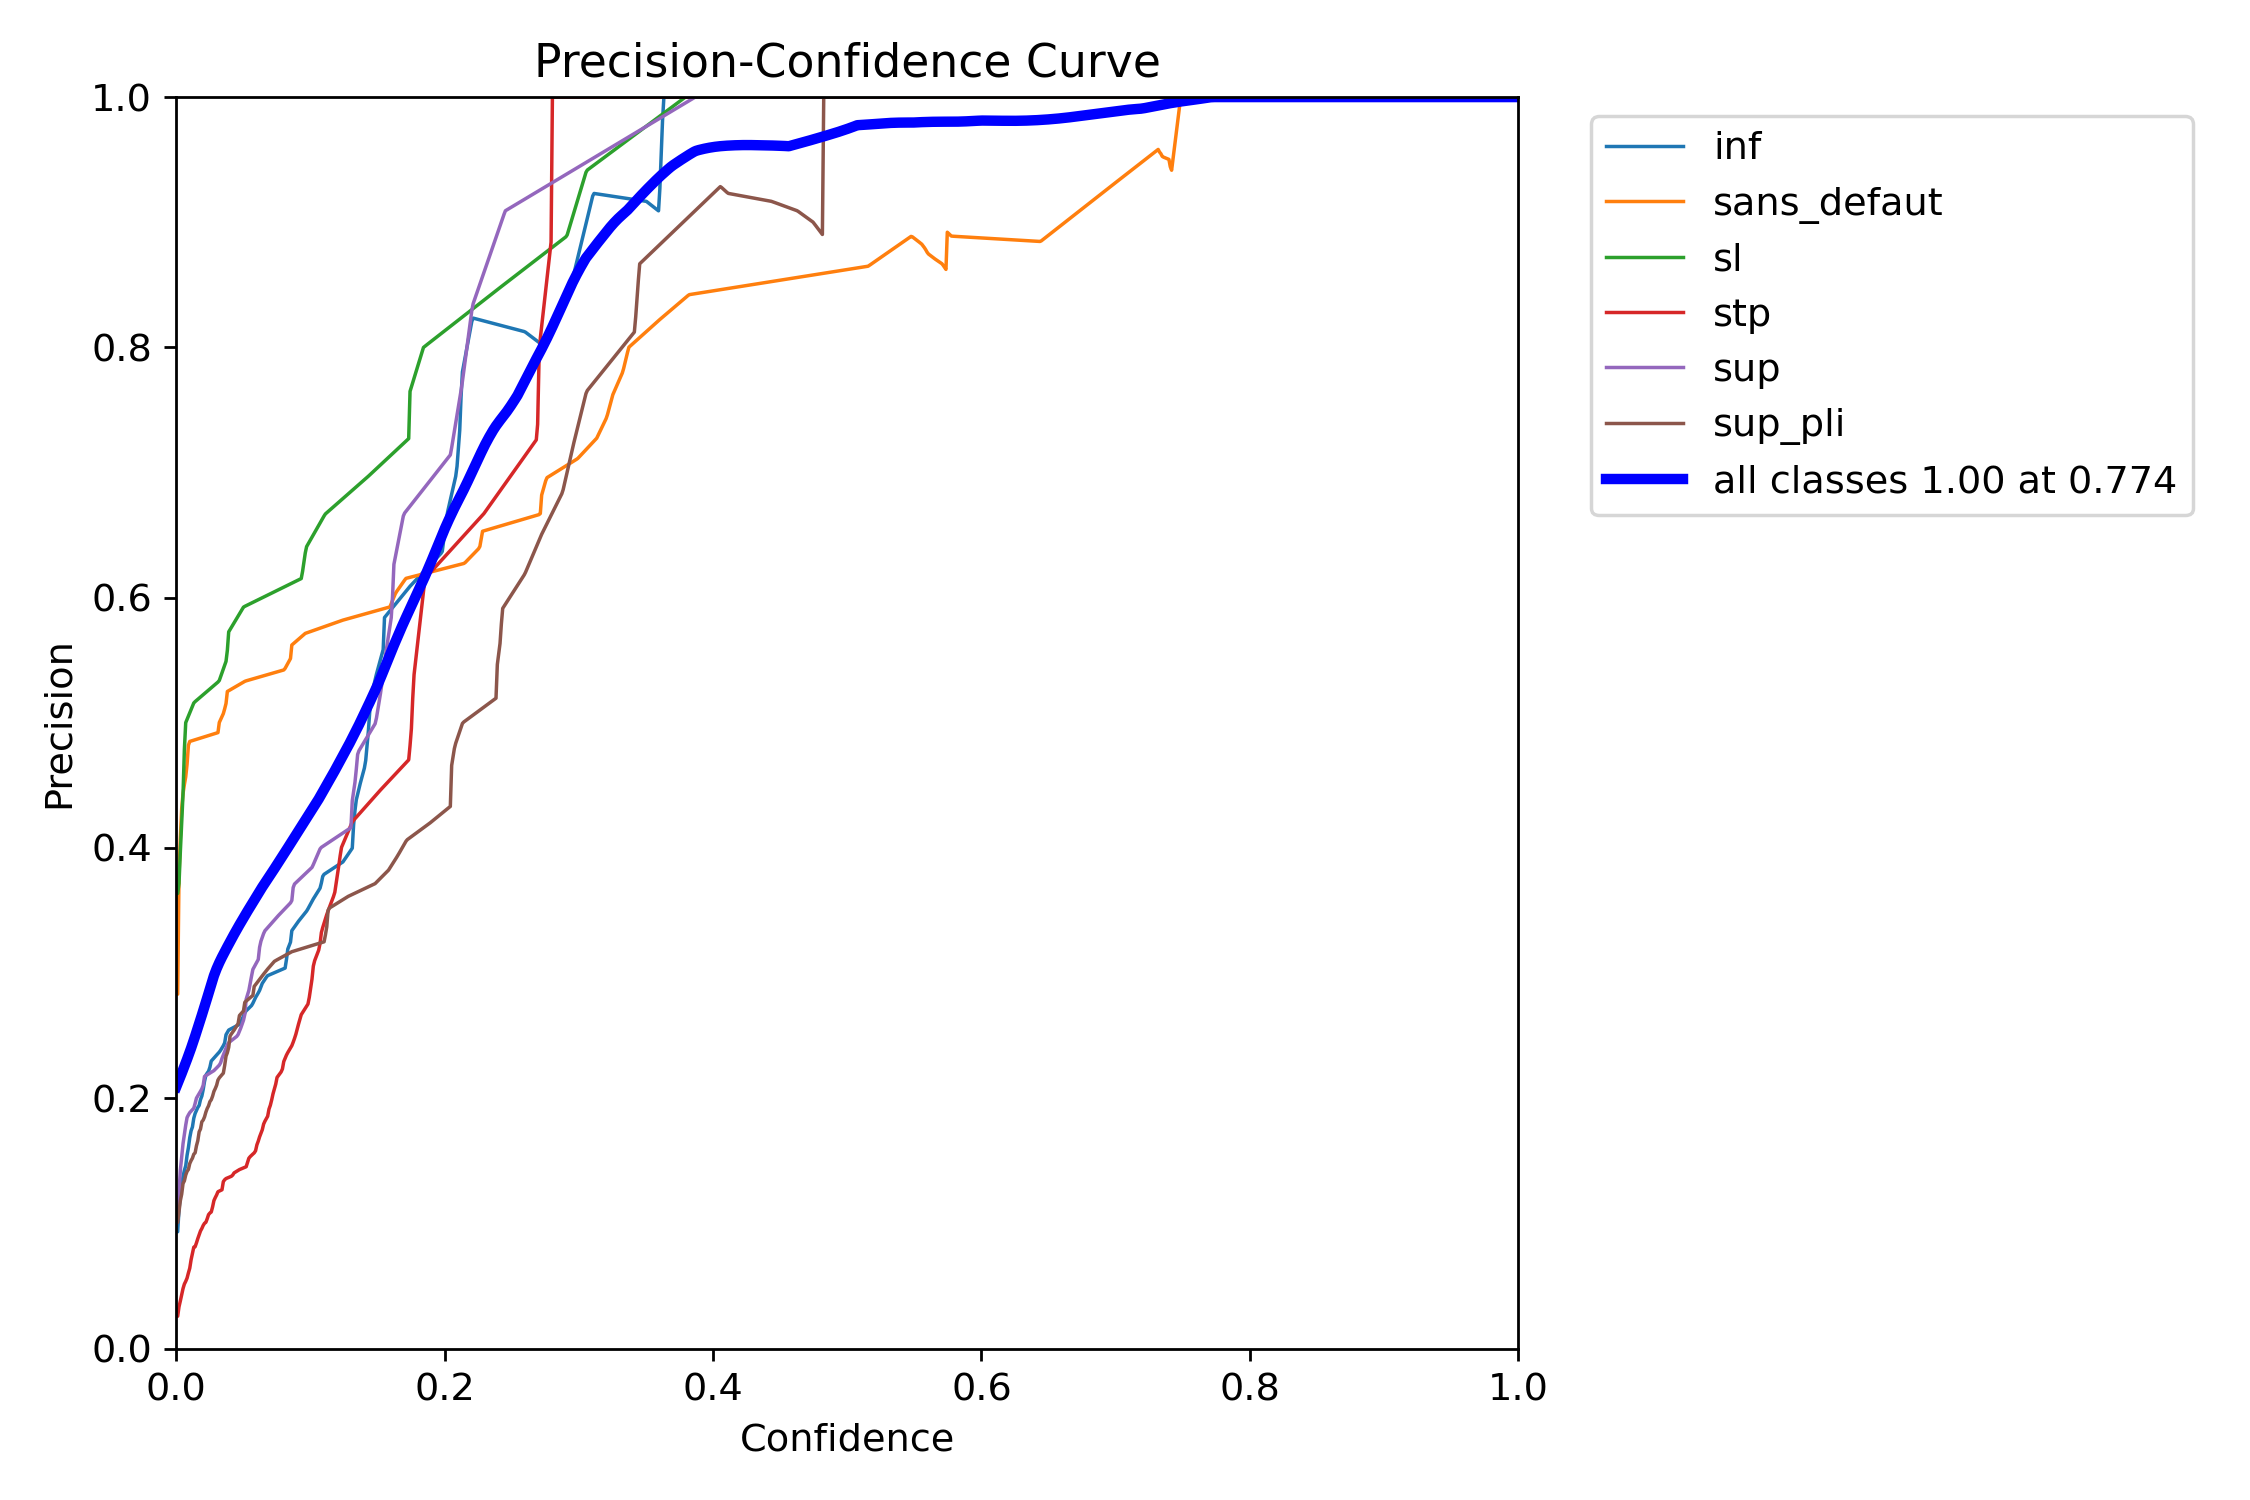 Precision-Confidence Curve
1.0
0.8
0.6
0.4
0.2
0.0
Precision
0.0 0.2 0.4 0.6 0.8 1.0
Confidence
inf
sans_defaut
sl
stp
sup
sup_pli
all classes 1.00 at 0.774